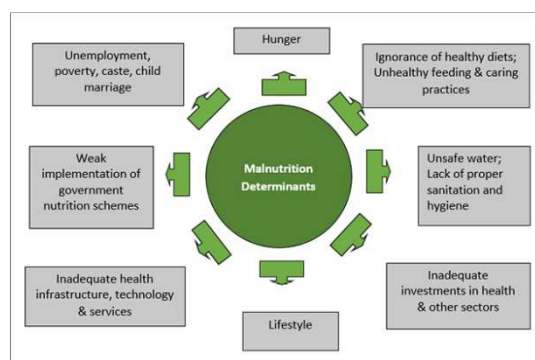 Hunger
Unemployment,
poverty, caste, child
marriage
Ignorance of healthy diets;
Unhealthy feeding & caring
practices
Weak
implementation of
government
nutrition schemes
Malnutrition
Determinants
Unsafe water;
Lack of proper
sanitation and
hygiene
Inadequate health
infrastructure, technology
& services
Lifestyle
Inadequate
investments in health
& other sectors